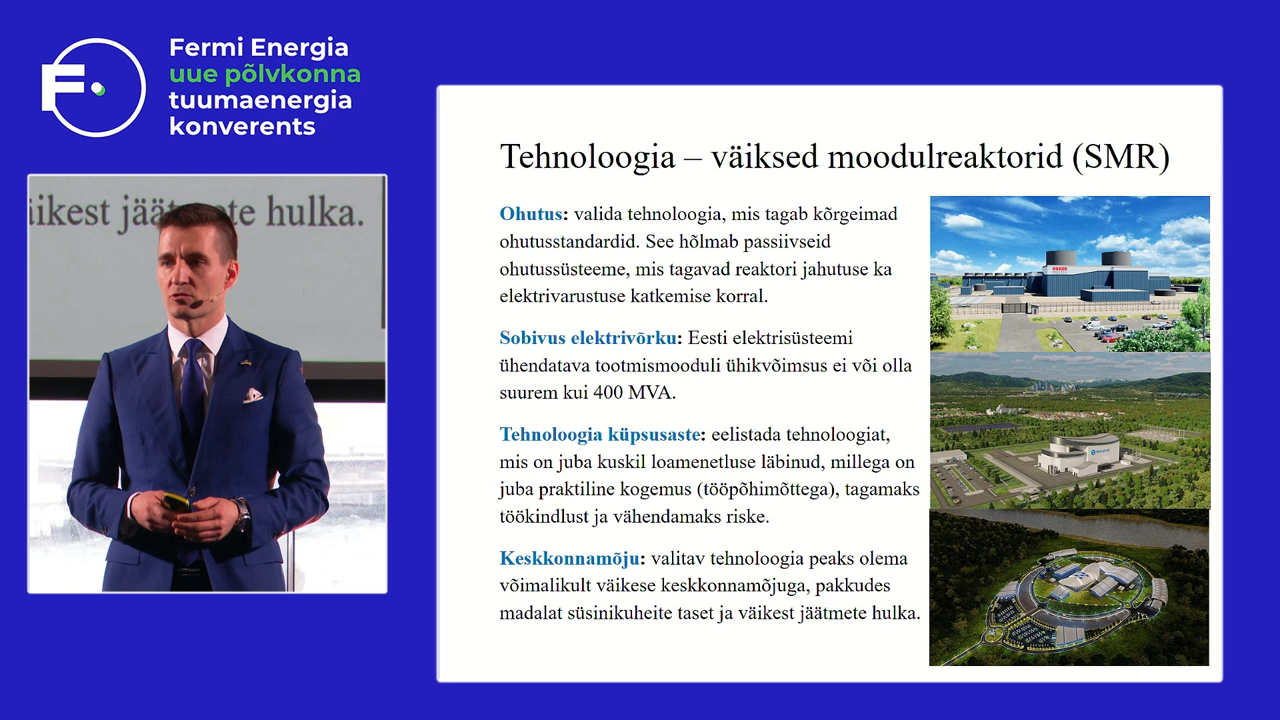 Fermi Energia
uue põlvkonna
tuumaenergia
konverents
äikest jäätmete hulka.
Tehnoloogia – väiksed moodulreaktorid (SMR)
Ohutus: valida tehnoloogia, mis tagab kõrgeimad
ohutusstandardid. See hõlmab passiivseid
ohutussüsteeme, mis tagavad reaktori jahutuse ka
elektrivarustuse katkemise korral.
Sobivus elektrivõrku: Eesti elektrisüsteemi
ühendatava tootmismooduli ühikvõimsus ei või olla
suurem kui 400 MVA.
Tehnoloogia küpsusaste: eelistada tehnoloogiat,
mis on juba kuskil loamenetluse läbinud, millega on
juba praktiline kogemus (tööpõhimõttega), tagamaks
töökindlust ja vähendamaks riske.
Keskkonnamõju: valitav tehnoloogia peaks olema
võimalikult väikese keskkonnamõjuga, pakkudes
madalat süsinikuheite taset ja väikest jäätmete hulka.